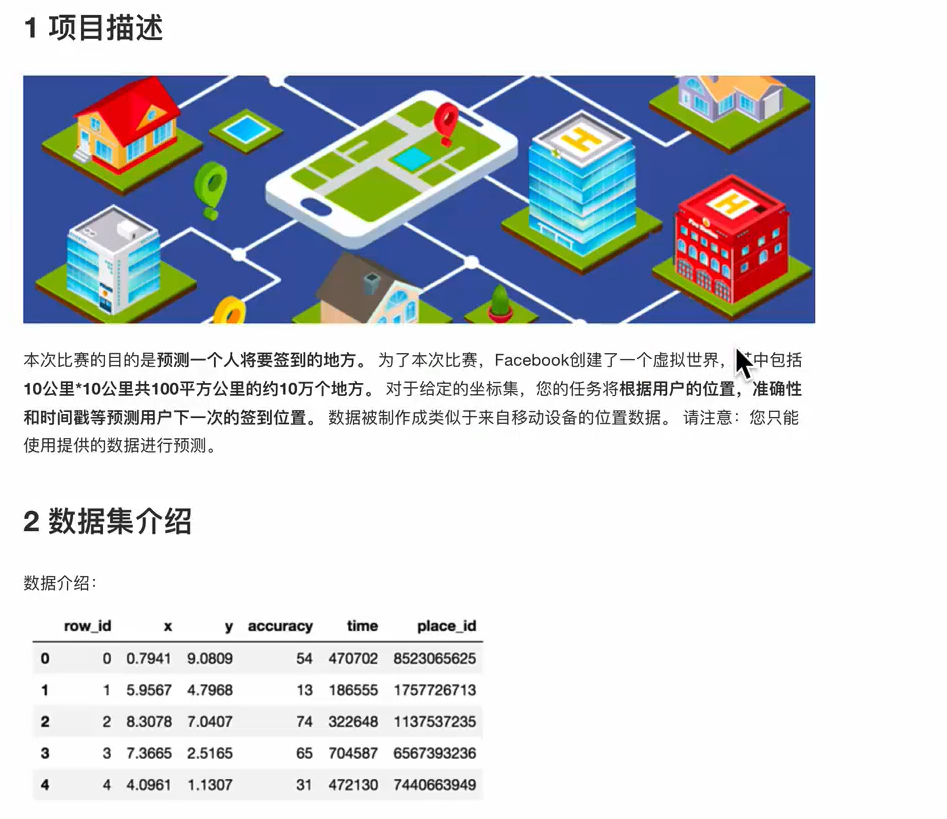 1 项目描述
H
H
Fire Station
本次比赛的目的是预测一个人将要签到的地方。 为了本次比赛，Facebook创建了一个虚拟世界，其中包括
10公里*10公里共100平方公里的约10万个地方。 对于给定的坐标集，您的任务将根据用户的位置，准确性
和时间戳等预测用户下一次的签到位置。 数据被制作成类似于来自移动设备的位置数据。 请注意：您只能
使用提供的数据进行预测。
2 数据集介绍
数据介绍：
row_id x y accuracy time place_id
0 0 0.7941 9.0809 54 470702 8523065625
1 1 5.9567 4.7968 13 186555 1757726713
2 2 8.3078 7.0407 74 322648 1137537235
3 3 7.3665 2.5165 65 704587 6567393236
4 4 4.0961 1.1307 31 472130 7440663949